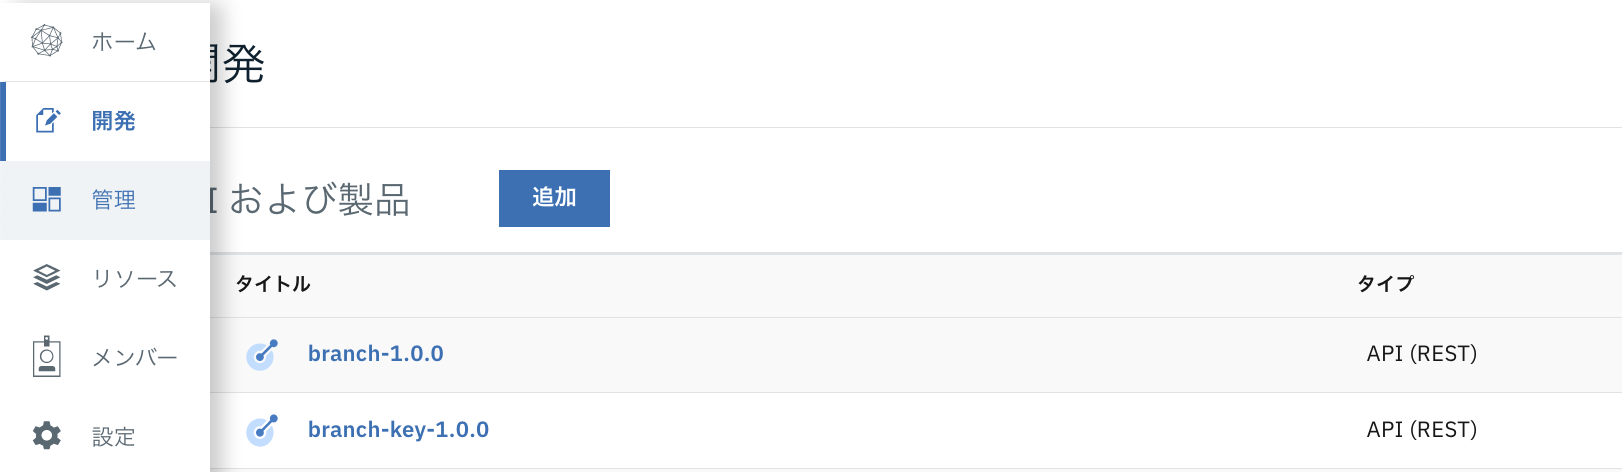 ホーム
開発
管理
リソース
メンバー
設定
開発
I および製品
追加
タイトル
タイプ
branch-1.0.0
API (REST)
branch-key-1.0.0
API (REST)